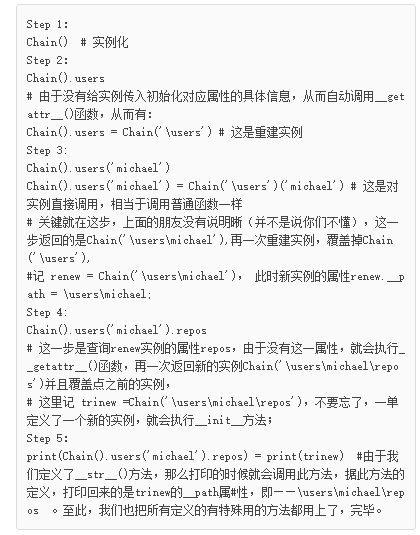 Step 1:
Chain()  # 实例化
Step 2:
Chain().users
# 由于没有给实例传入初始化对应属性的具体信息，从而自动调用__get
attr__()函数，从而有:
Chain().users = Chain('\users') # 这是重建实例
Step 3:
Chain().users('michael')
Chain().users('michael') = Chain('\users')('michael') # 这是对
实例直接调用，相当于调用普通函数一样
# 关键就在这步，上面的朋友没有说明晰（并不是说你们不懂），这一
步返回的是Chain('\users\michael'),再一次重建实例，覆盖掉Chain
('\users'),
#记 renew = Chain('\users\michael')， 此时新实例的属性renew.__p
ath = \users\michael;
Step 4:
Chain().users('michael').repos
# 这一步是查询renew实例的属性repos，由于没有这一属性，就会执行_
_getattr__()函数，再一次返回新的实例Chain('\users\michael\repo
s')并且覆盖点之前的实例，
# 这里记 trinew =Chain('\users\michael\repos')，不要忘了，一单
定义了一个新的实例，就会执行__init__方法；
Step 5:
print(Chain().users('michael').repos) = print(trinew)  #由于我
们定义了__str__()方法，那么打印的时候就会调用此方法，据此方法的
定义，打印回来的是trinew的__path属#性，即——\users\michael\rep
os  。至此，我们也把所有定义的有特殊用的方法都用上了，完毕。